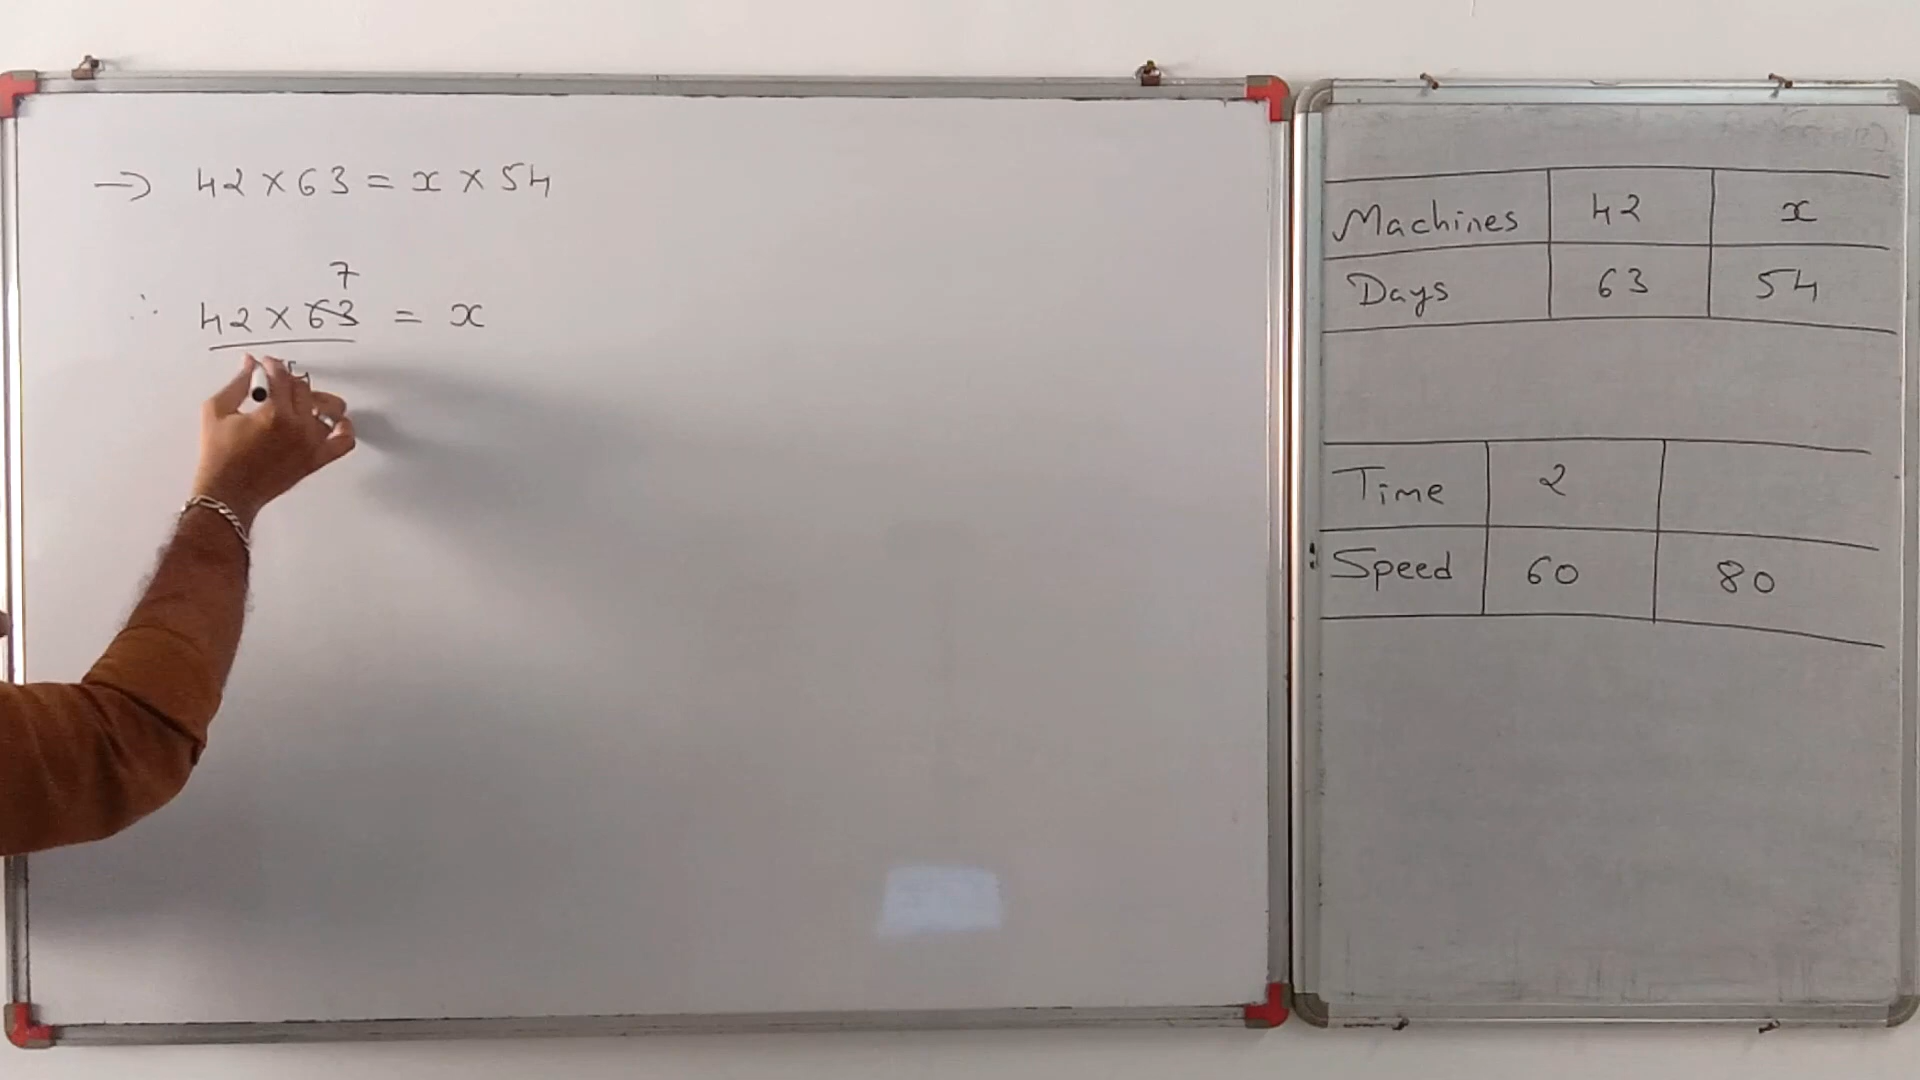 → 42 × 63 = x × 54
7
∴ 42 × 63 = x
Machines 42 x
Days 63 54
Time 2
Speed 60 80